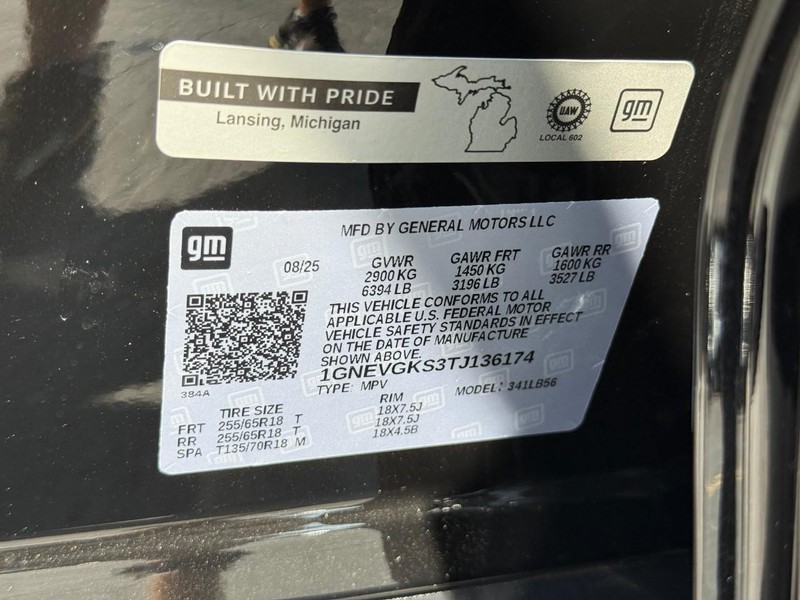 BUILT WITH PRIDE
Lansing, Michigan
UAW
LOCAL 602
gm
gm
MFD BY GENERAL MOTORS LLC
08/25
GVWR GAWR FRT GAWR RR
2900 KG 1450 KG 1600 KG
6394 LB 3196 LB 3527 LB
THIS VEHICLE CONFORMS TO ALL
APPLICABLE U.S. FEDERAL MOTOR
VEHICLE SAFETY STANDARDS IN EFFECT
ON THE DATE OF MANUFACTURE
SHOWN ABOVE.
1GNEVGKS3TJ136174
TYPE: MPV MODEL: 341LB56
384A
TIRE SIZE RIM
FRT 255/65R18 T 18X7.5J
RR 255/65R18 T 18X7.5J
SPA T135/70R18 M 18X4.5B